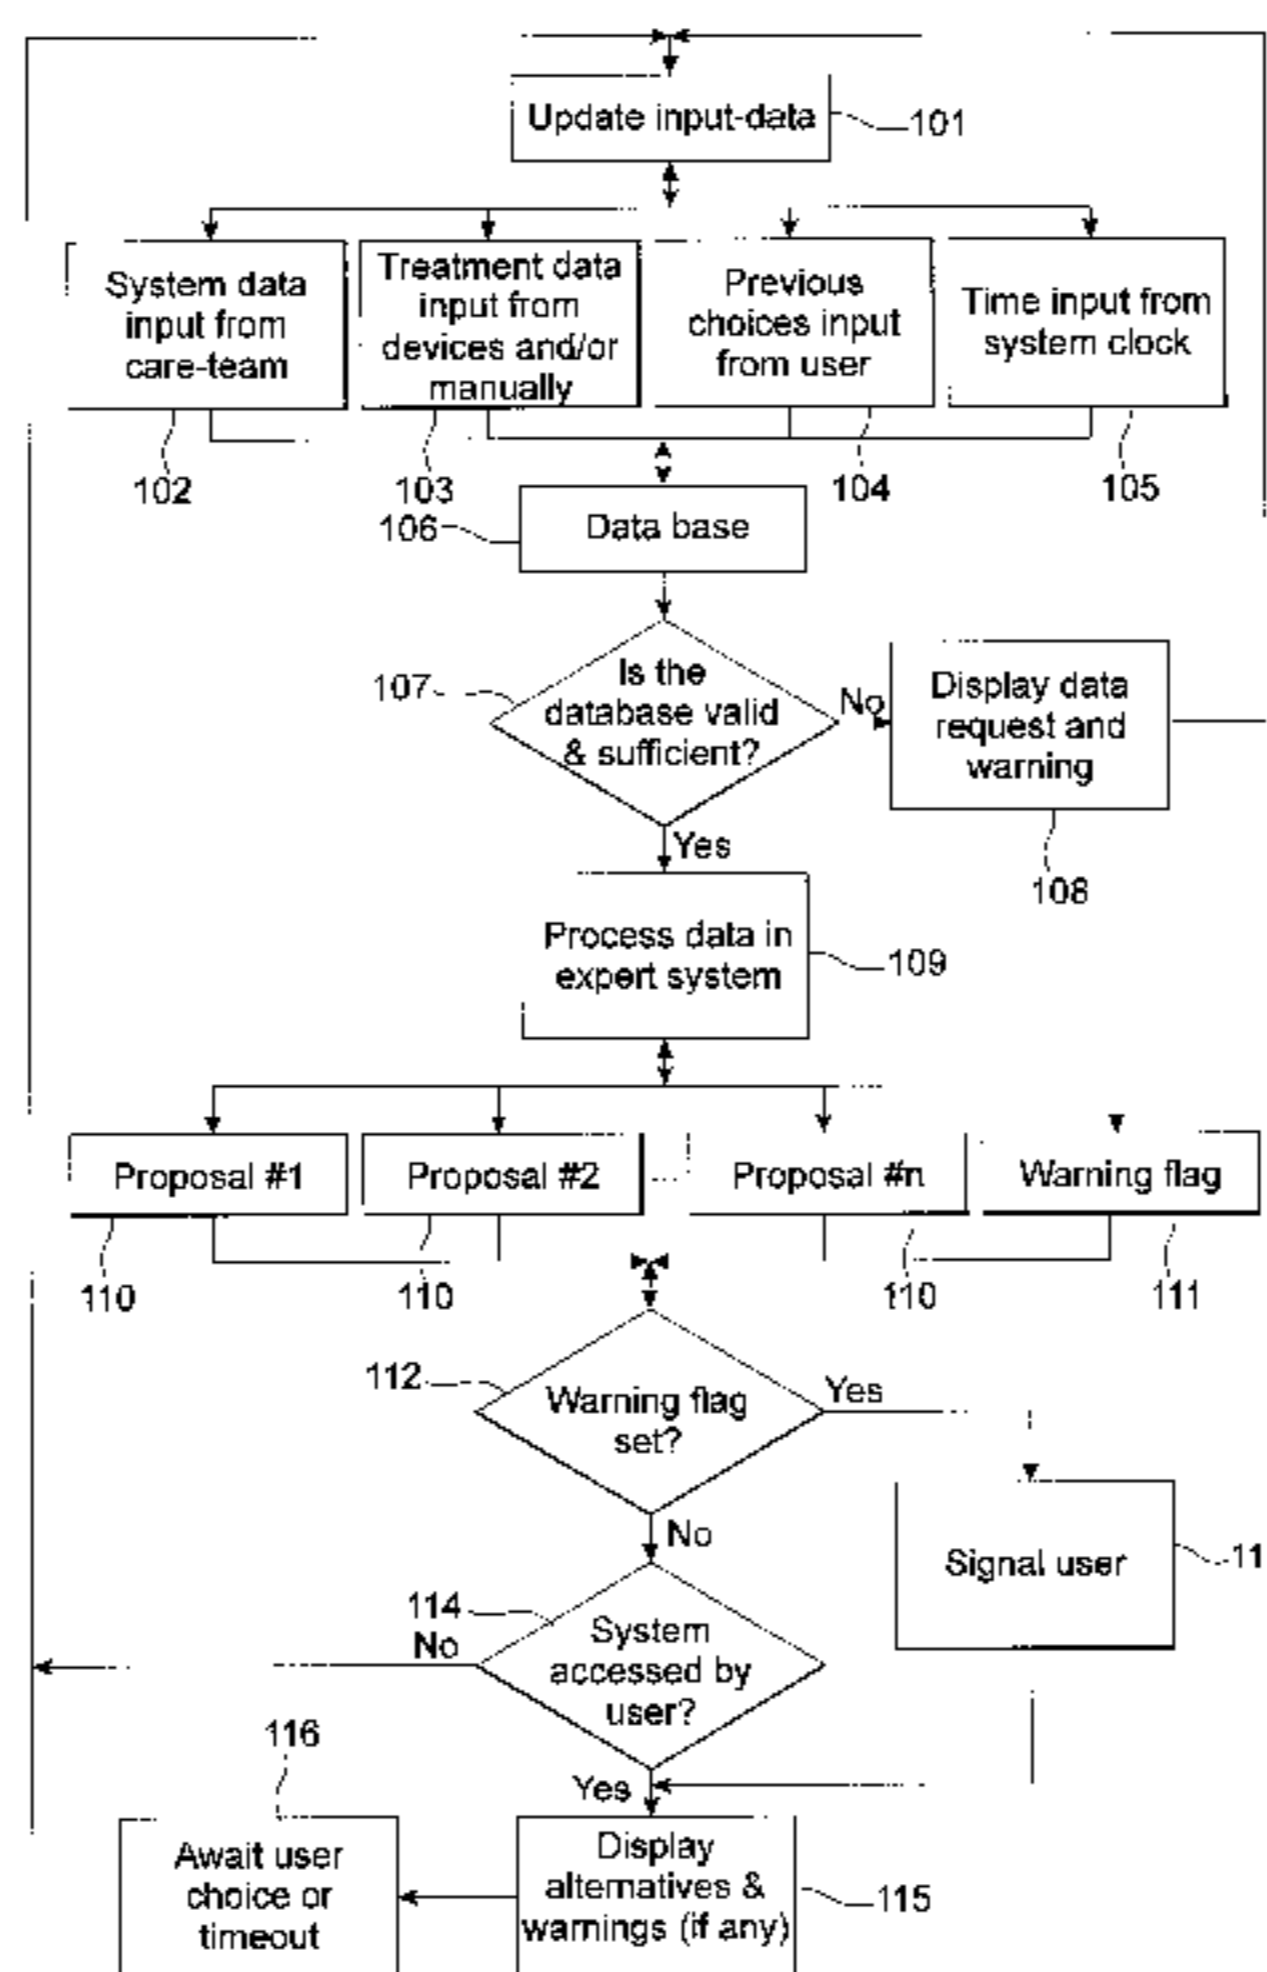 Update input-data
101
System data
input from
care-team
Treatment data
input from
devices and/or
manually
Previous
choices input
from user
Time input from
system clock
102
103
104
105
106
Data base
107
Is the
database valid
& sufficient?
No
Display data
request and
warning
108
Yes
Process data in
expert system
109
Proposal #1
Proposal #2
Proposal #n
Warning flag
110
110
110
111
112
Warning flag
set?
Yes
No
Signal user
11
114
System
accessed by
user?
No
Yes
116
Await user
choice or
timeout
Display
alternatives &
warnings (if any)
115